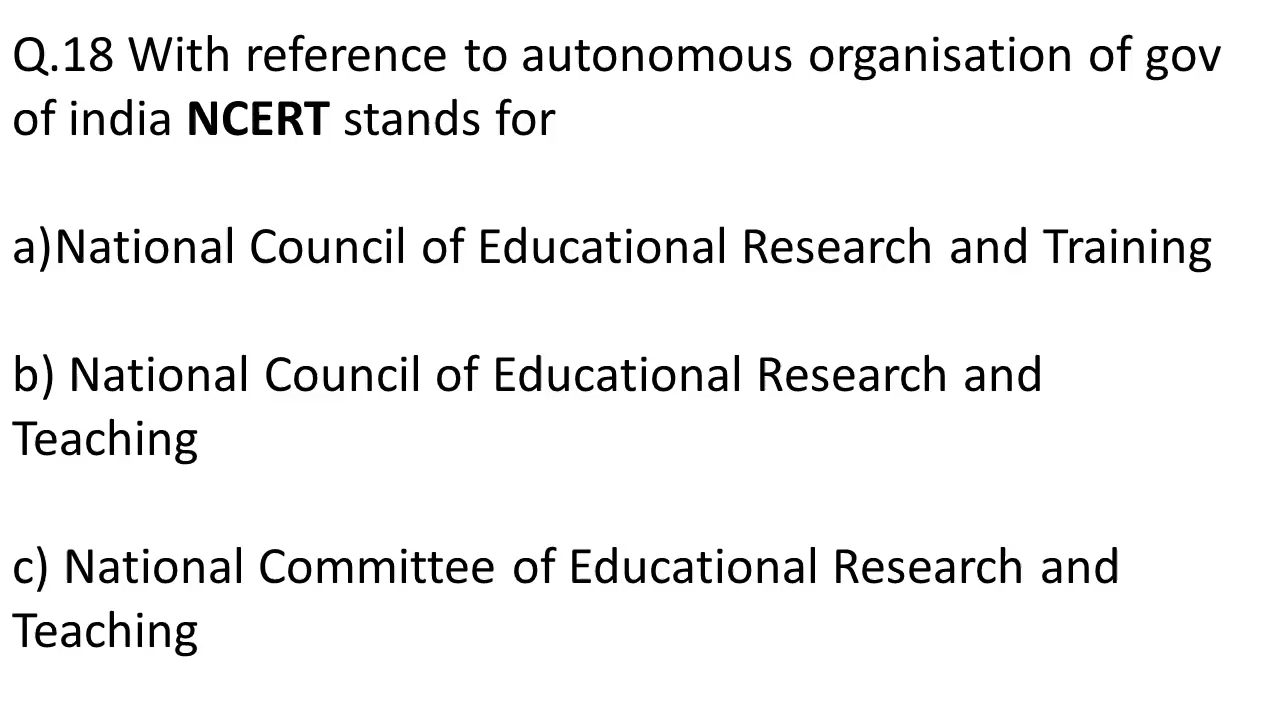 Q.18 With reference to autonomous organisation of gov
of india NCERT stands for
a)National Council of Educational Research and Training
b) National Council of Educational Research and
Teaching
c) National Committee of Educational Research and
Teaching